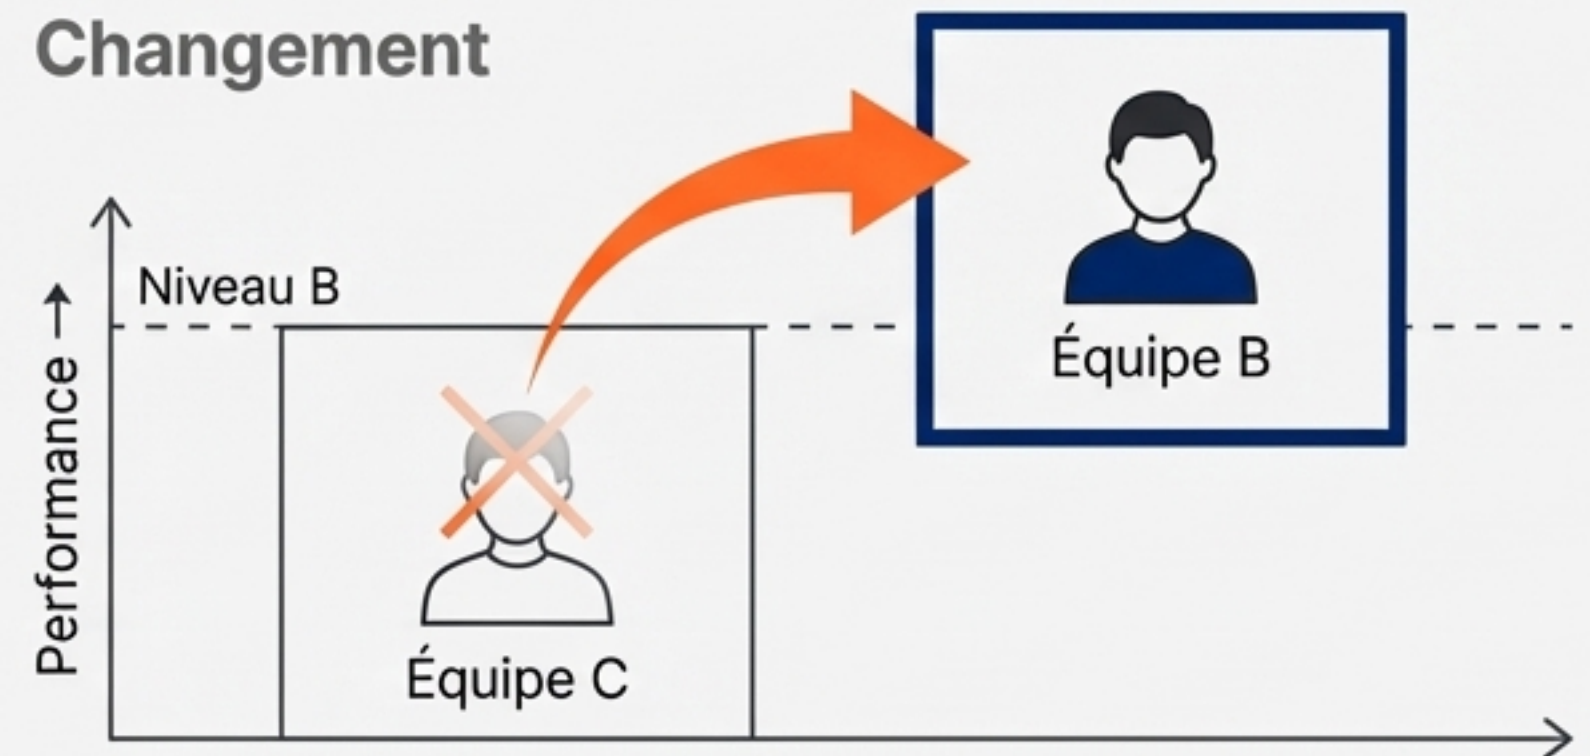 Changement
Niveau B
Performance →
Équipe B
Équipe C